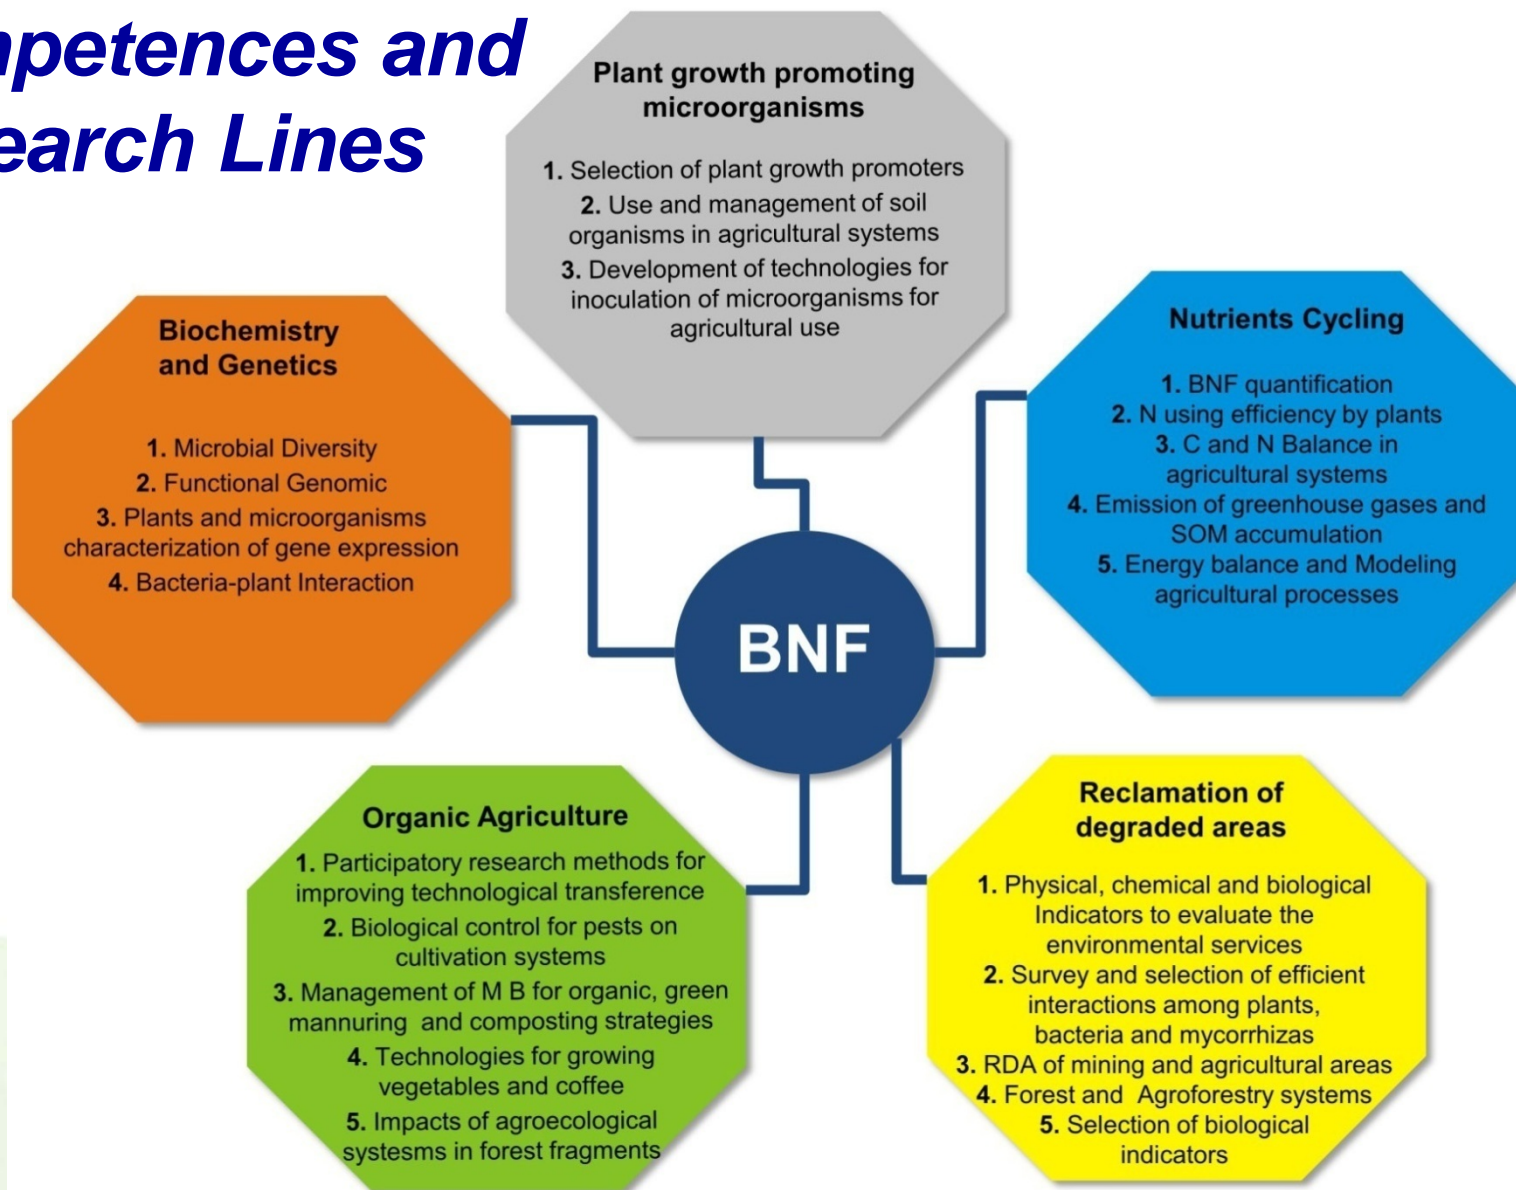 mpetences and
earch Lines
Plant growth promoting
microorganisms
1. Selection of plant growth promoters
2. Use and management of soil
organisms in agricultural systems
3. Development of technologies for
inoculation of microorganisms for
agricultural use
Biochemistry
and Genetics
1. Microbial Diversity
2. Functional Genomic
3. Plants and microorganisms
characterization of gene expression
4. Bacteria-plant Interaction
Nutrients Cycling
1. BNF quantification
2. N using efficiency by plants
3. C and N Balance in
agricultural systems
4. Emission of greenhouse gases and
SOM accumulation
5. Energy balance and Modeling
agricultural processes
BNF
Organic Agriculture
1. Participatory research methods for
improving technological transference
2. Biological control for pests on
cultivation systems
3. Management of M B for organic, green
mannuring and composting strategies
4. Technologies for growing
vegetables and coffee
5. Impacts of agroecological
systesms in forest fragments
Reclamation of
degraded areas
1. Physical, chemical and biological
Indicators to evaluate the
environmental services
2. Survey and selection of efficient
interactions among plants,
bacteria and mycorrhizas
3. RDA of mining and agricultural areas
4. Forest and Agroforestry systems
5. Selection of biological
indicators